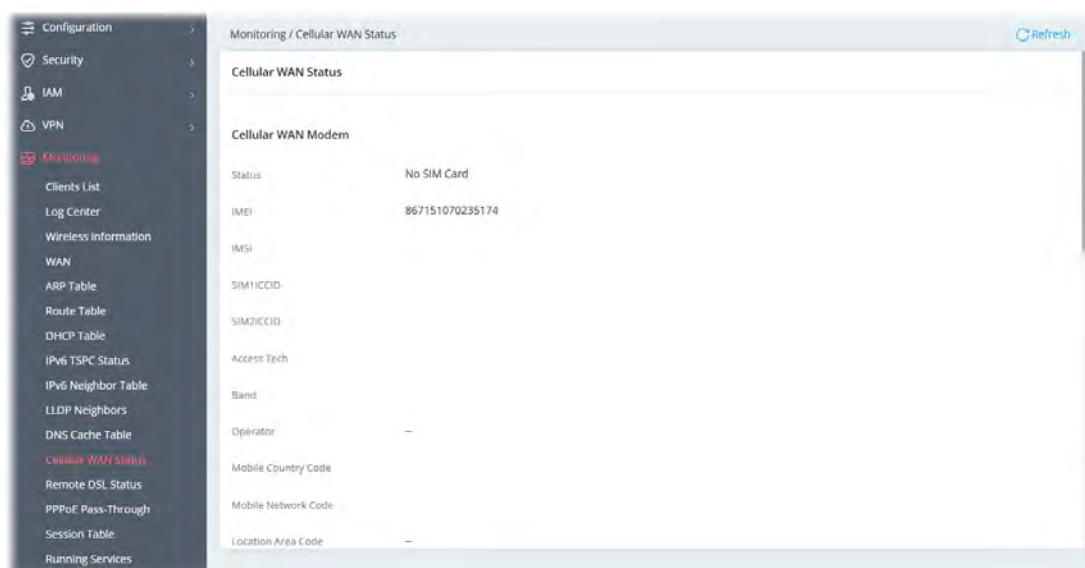 Configuration
Security
IAM
VPN
Monitoring
Clients List
Log Center
Wireless Information
WAN
ARP Table
Route Table
DHCP Table
IPv6 TSPC Status
IPv6 Neighbor Table
LLDP Neighbors
DNS Cache Table
Cellular WAN Status
Remote DSL Status
PPPoE Pass-Through
Session Table
Running Services
Monitoring / Cellular WAN Status
Refresh
Cellular WAN Status
Cellular WAN Modem
Status No SIM Card
IMEI 867151070235174
IMSI
SIM1ICCID
SIM2ICCID
Access Tech
Band
Operator --
Mobile Country Code
Mobile Network Code
Location Area Code --